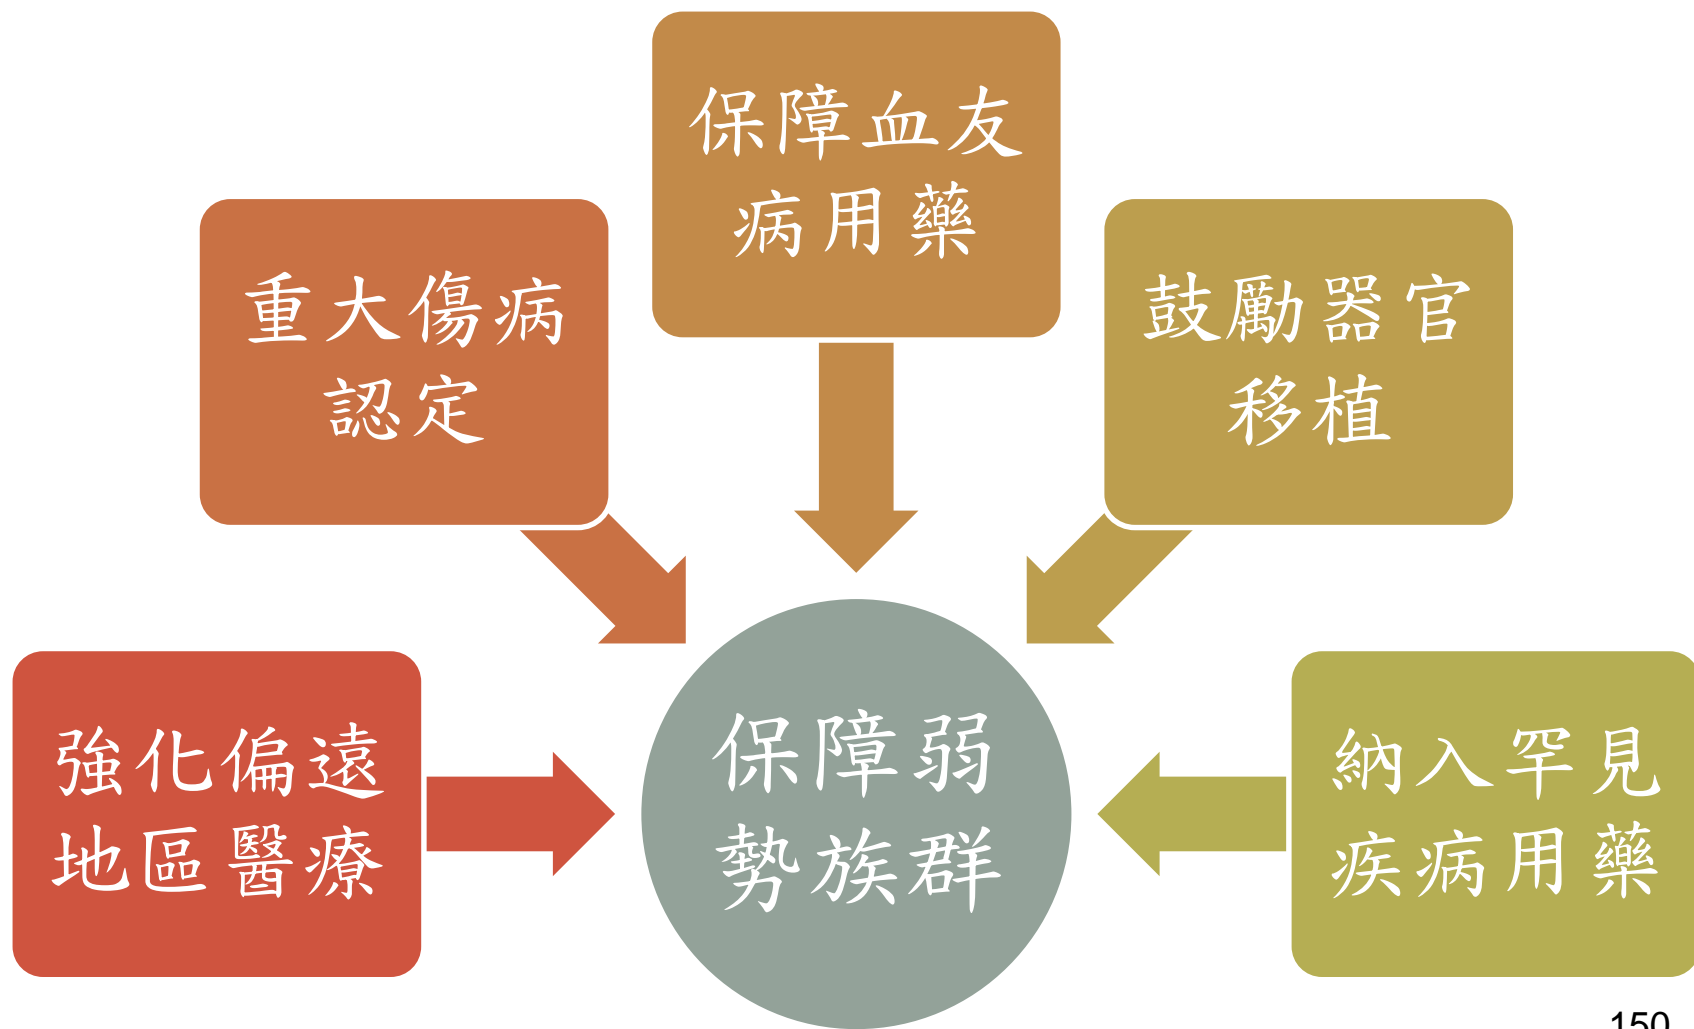 保障血友
病用藥
重大傷病
認定
鼓勵器官
移植
強化偏遠
地區醫療
保障弱
勢族群
納入罕見
疾病用藥
150